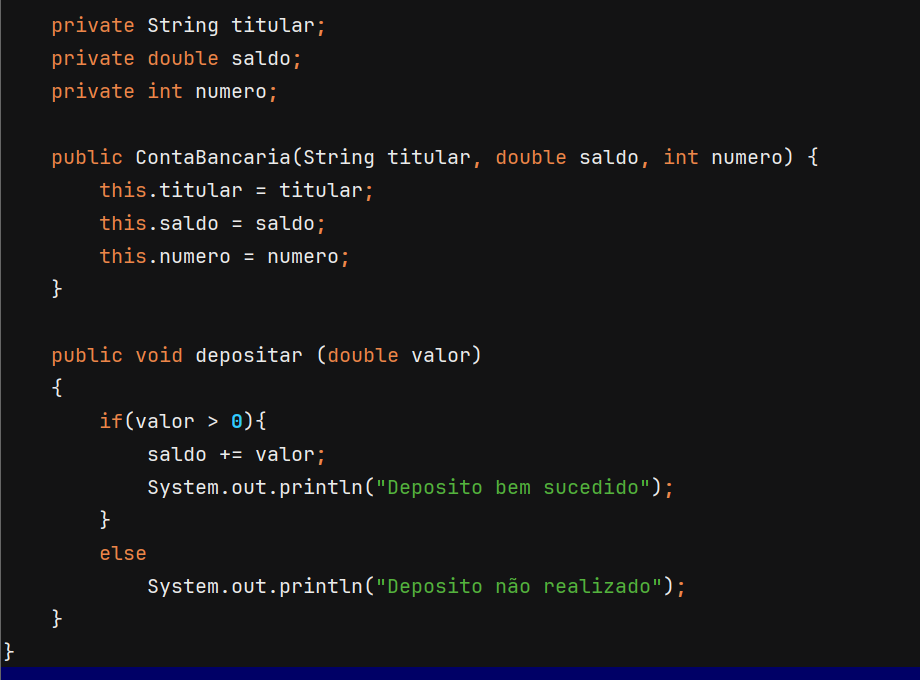 private String titular;
private double saldo;
private int numero;
public ContaBancaria(String titular, double saldo, int numero) {
this.titular = titular;
this.saldo = saldo;
this.numero = numero;
}
public void depositar (double valor)
{
if(valor > 0){
saldo += valor;
System.out.println("Deposito bem sucedido");
}
else
System.out.println("Deposito não realizado");
}
}